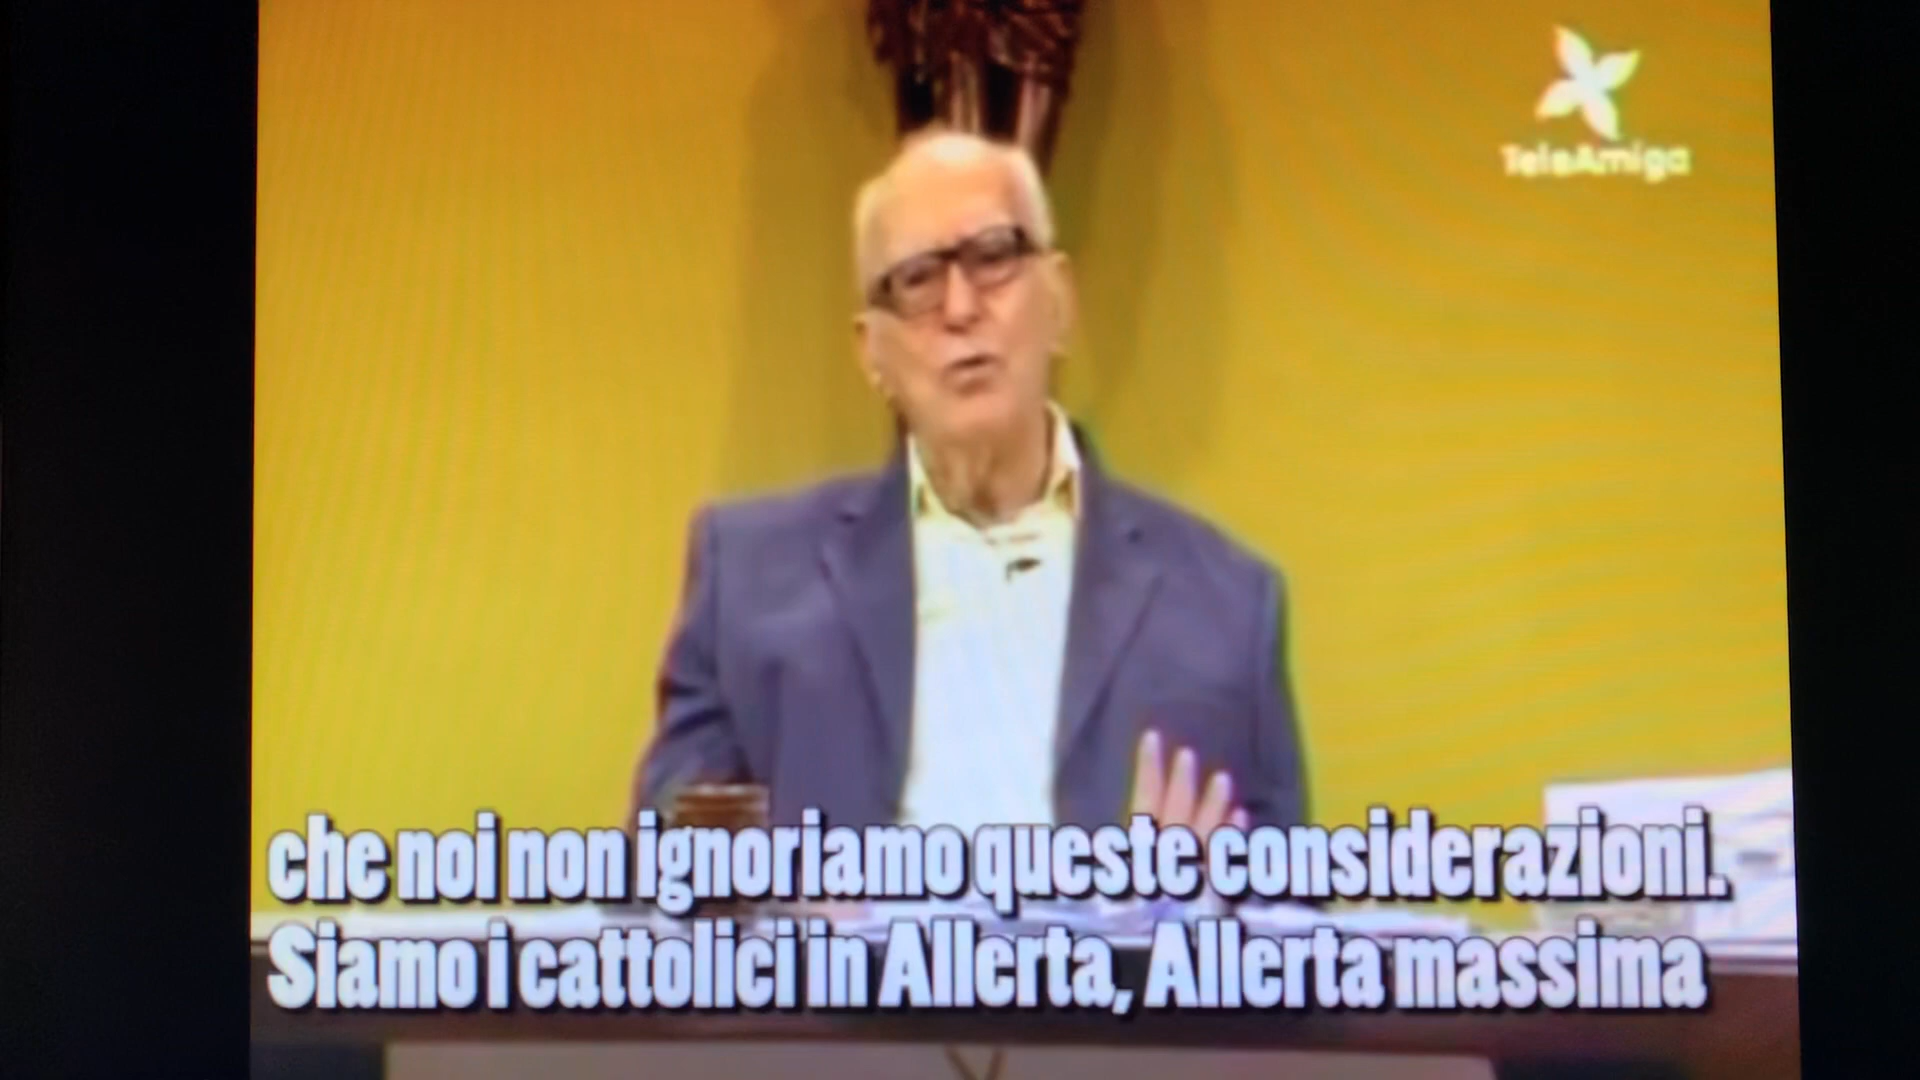 TeleAmiga
che noi non ignoriamo queste considerazioni.
Siamo i cattolici in Allerta, Allerta massima